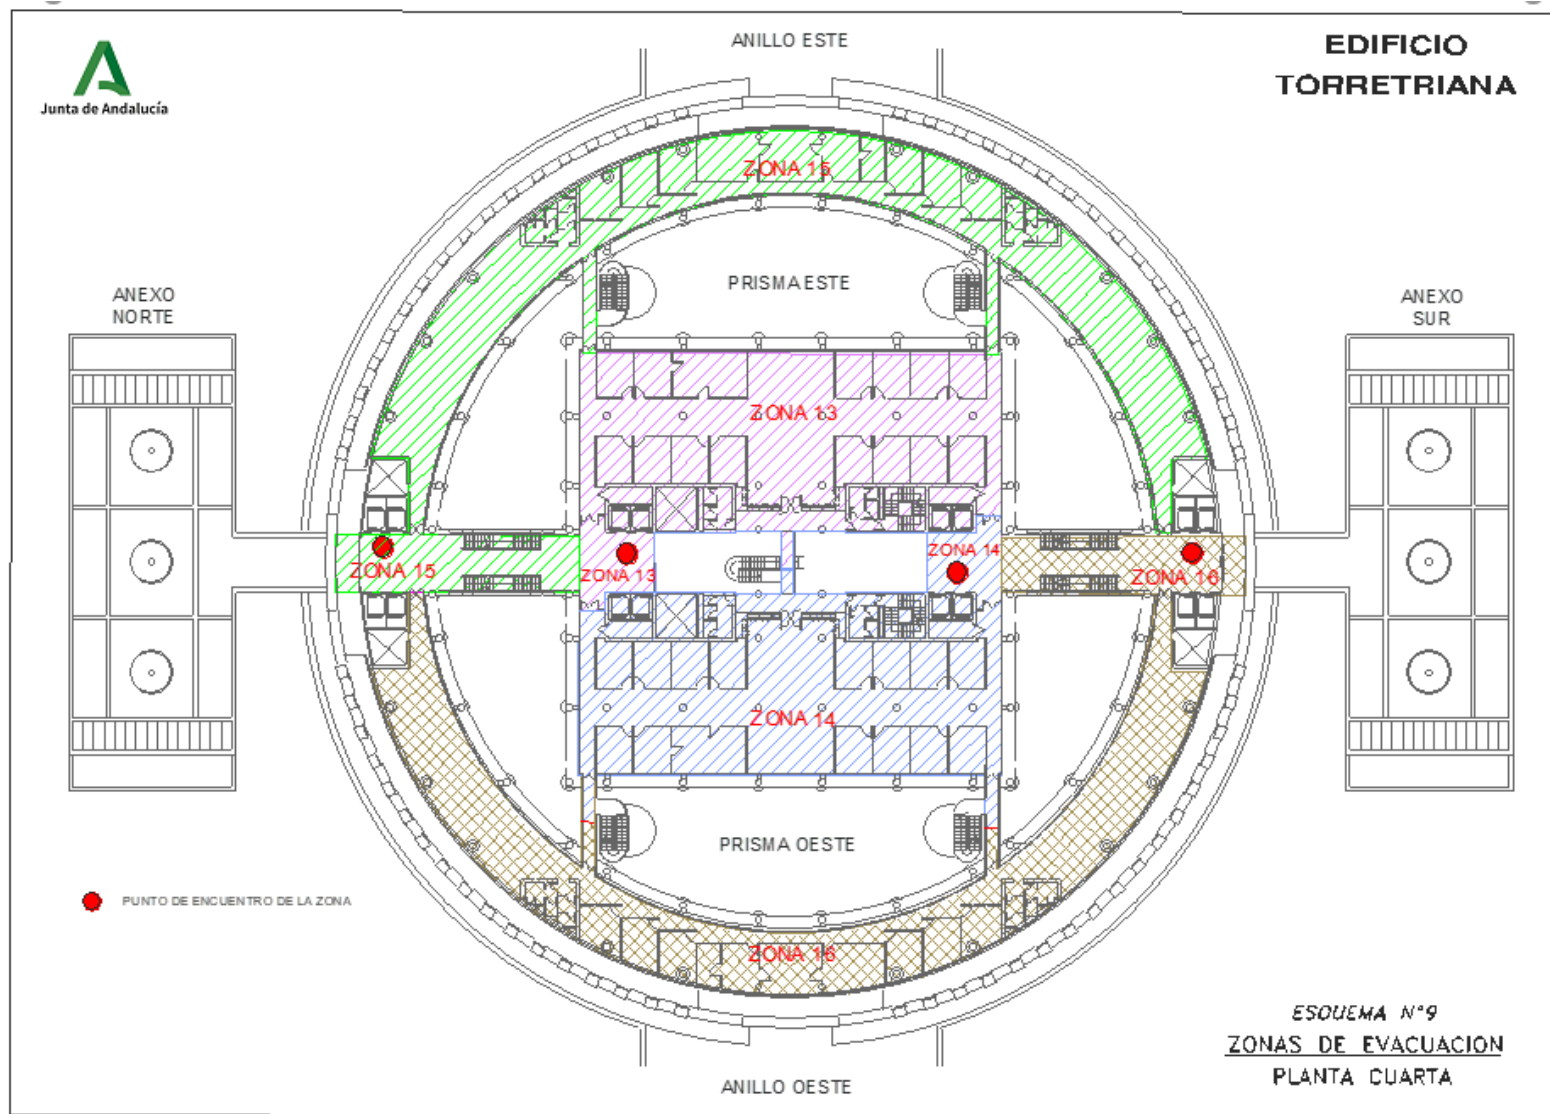 ANILLO ESTE
EDIFICIO
TORRETRIANA
Junta de Andalucía
ZONA 15
PRISMA ESTE
ANEXO
NORTE
ANEXO
SUR
ZONA 13
ZONA 14
ZONA 15
ZONA 13
ZONA 16
ZONA 14
PRISMA OESTE
PUNTO DE ENCUENTRO DE LA ZONA
ZONA 16
ESQUEMA N°9
ZONAS DE EVACUACION
PLANTA CUARTA
ANILLO OESTE